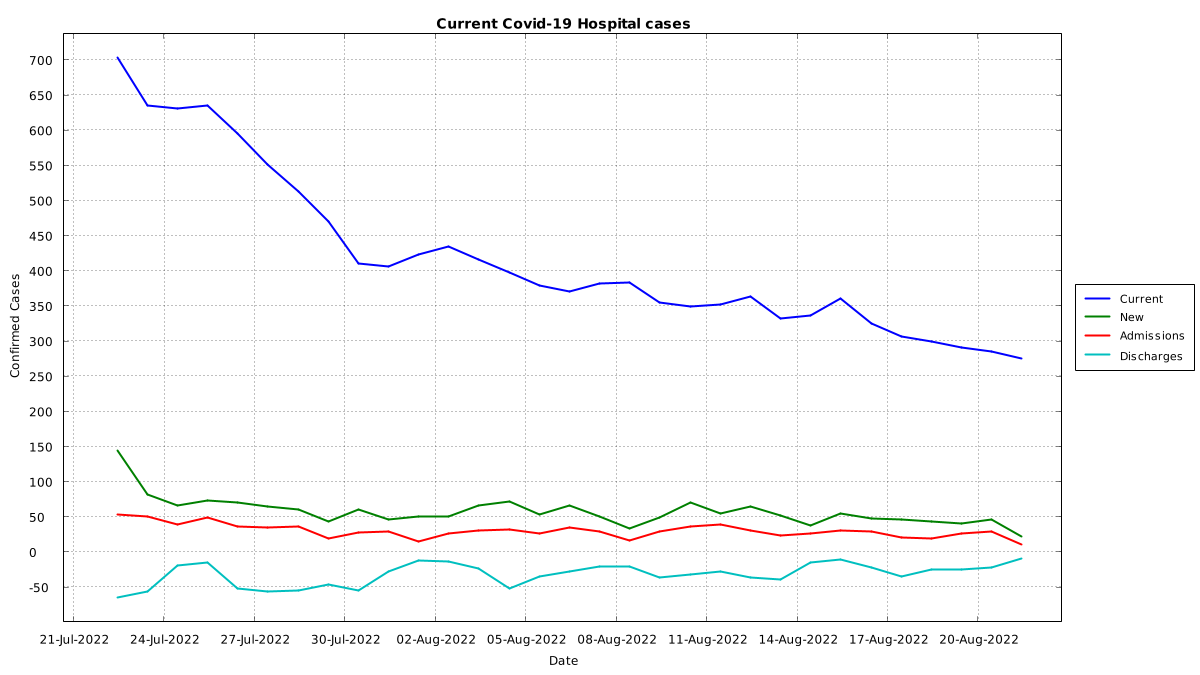 Current Covid-19 Hospital cases
700
650
600
550
500
450
400
350
300
250
200
150
100
50
0
-50
Confirmed Cases
21-Jul-2022 24-Jul-2022 27-Jul-2022 30-Jul-2022 02-Aug-2022 05-Aug-2022 08-Aug-2022 11-Aug-2022 14-Aug-2022 17-Aug-2022 20-Aug-2022
Date
Current
New
Admissions
Discharges